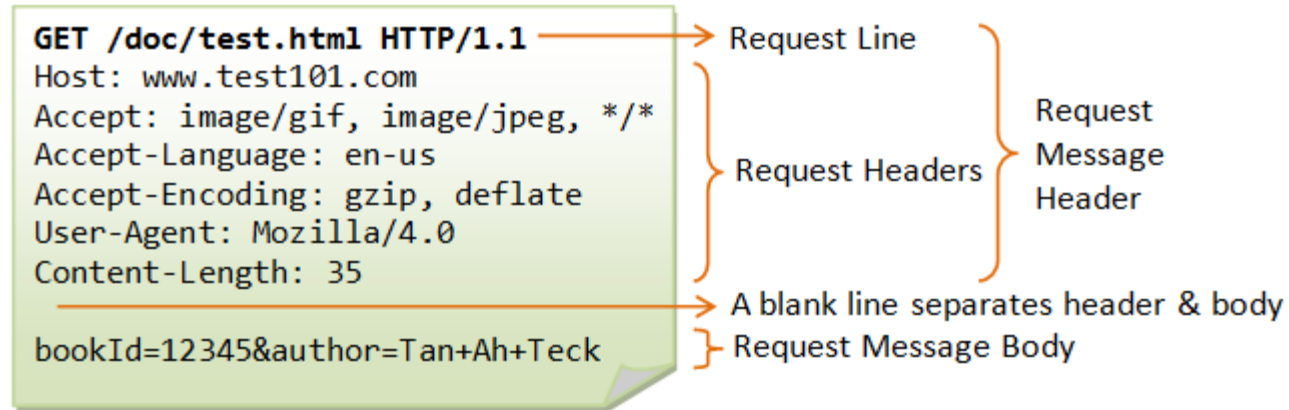 GET /doc/test.html HTTP/1.1
Request Line
Host: www.test101.com
Accept: image/gif, image/jpeg, */*
Accept-Language: en-us
Accept-Encoding: gzip, deflate
User-Agent: Mozilla/4.0
Content-Length: 35
Request Headers
Request
Message
Header
A blank line separates header & body
bookId=12345&author=Tan+Ah+Teck
Request Message Body